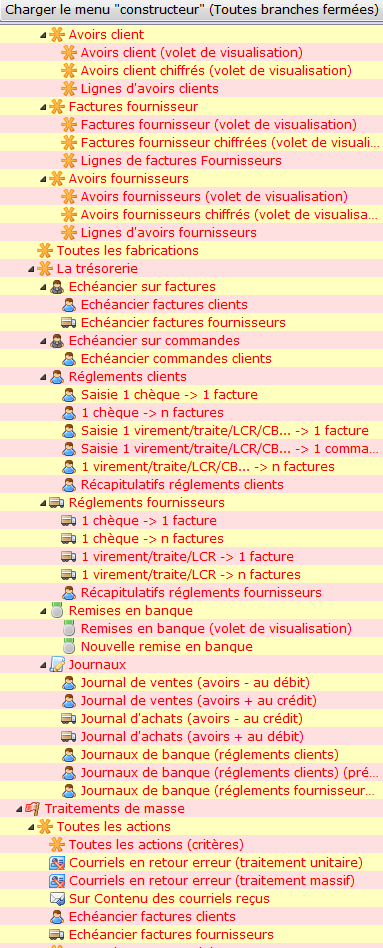 Charger le menu "constructeur" (Toutes branches fermées)
Avoirs client
Avoirs client (volet de visualisation)
Avoirs client chiffrés (volet de visualisation)
Lignes d'avoirs clients
Factures fournisseur
Factures fournisseur (volet de visualisation)
Factures fournisseur chiffrées (volet de visuali...
Lignes de factures Fournisseurs
Avoirs fournisseurs
Avoirs fournisseurs (volet de visualisation)
Avoirs fournisseurs chiffrés (volet de visualisa...
Lignes d'avoirs fournisseurs
Toutes les fabrications
La trésorerie
Echéancier sur factures
Echéancier factures clients
Echéancier factures fournisseurs
Echéancier sur commandes
Echéancier commandes clients
Réglements clients
Saisie 1 chèque -> 1 facture
1 chèque -> n factures
Saisie 1 virement/traite/LCR/CB... -> 1 facture
Saisie 1 virement/traite/LCR/CB... -> 1 comma...
1 virement/traite/LCR/CB... -> n factures
Récapitulatifs réglements clients
Réglements fournisseurs
1 chèque -> 1 facture
1 chèque -> n factures
1 virement/traite/LCR -> 1 facture
1 virement/traite/LCR -> n factures
Récapitulatifs réglements fournisseurs
Remises en banque
Remises en banque (volet de visualisation)
Nouvelle remise en banque
Journaux
Journal de ventes (avoirs - au débit)
Journal de ventes (avoirs + au crédit)
Journal d'achats (avoirs - au crédit)
Journal d'achats (avoirs + au débit)
Journaux de banque (réglements clients)
Journaux de banque (réglements clients) (pré...
Journaux de banque (réglements fournisseur...
Traitements de masse
Toutes les actions
Toutes les actions (critères)
Courriels en retour erreur (traitement unitaire)
Courriels en retour erreur (traitement massif)
Sur Contenu des courriels reçus
Echéancier factures clients
Echéancier factures fournisseurs